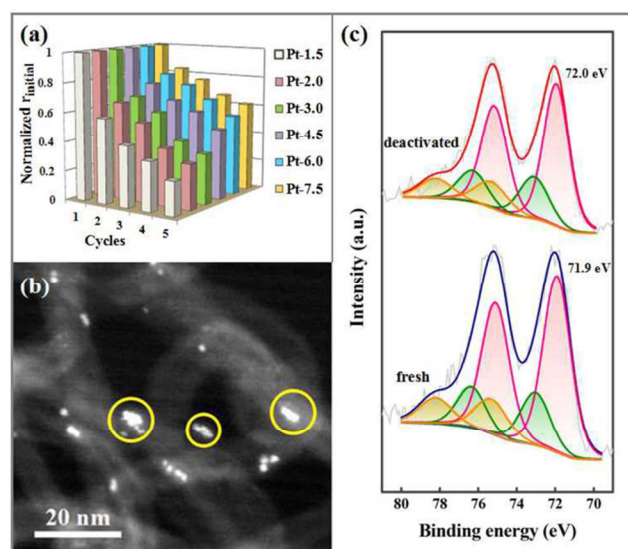 (a)
Normalized rinitial
1
0.8
0.6
0.4
0.2
0
1
2
3
4
5
Cycles
Pt-1.5
Pt-2.0
Pt-3.0
Pt-4.5
Pt-6.0
Pt-7.5
(b)
20 nm
(c)
72.0 eV
deactivated
71.9 eV
fresh
Intensity (a.u.)
80 78 76 74 72 70
Binding energy (eV)